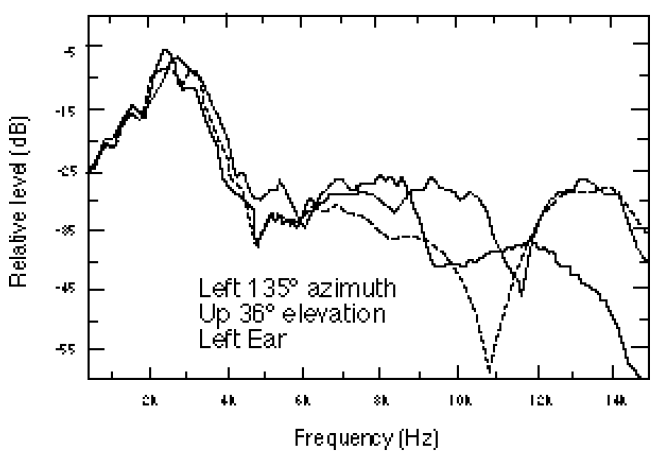 -5
-15
-25
-35
-45
-55
Relative level (dB)
Left 135° azimuth
Up 36° elevation
Left Ear
2k 4k 6k 8k 10k 12k 14k
Frequency (Hz)